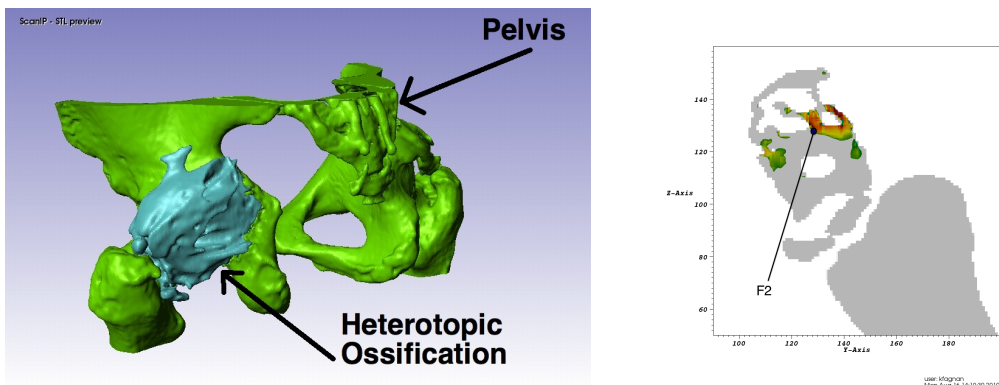 ScanIP - STL preview
Pelvis
Heterotopic
Ossification
140
120
100
80
60
Z-Axis
F2
100
120
140
160
180
Y-Axis
user: kfagnan